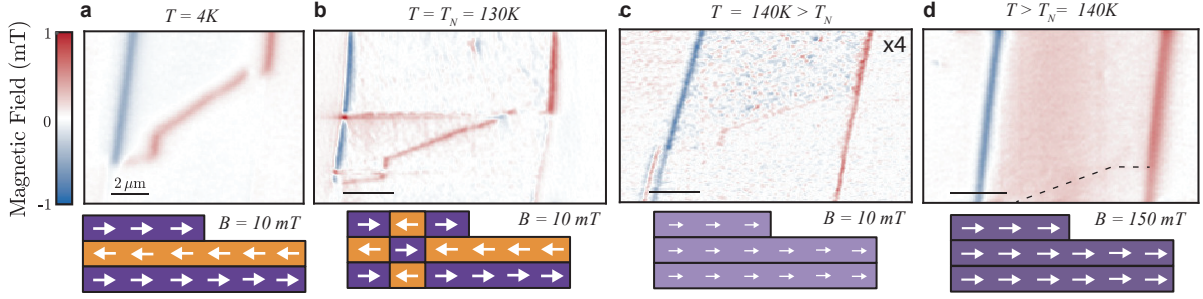 a
T = 4K
b
T = T_N = 130K
c
T = 140K > T_N
d
T > T_N = 140K
Magnetic Field (mT)
1
0
-1
2 μm
x4
B = 10 mT
B = 10 mT
B = 10 mT
B = 150 mT